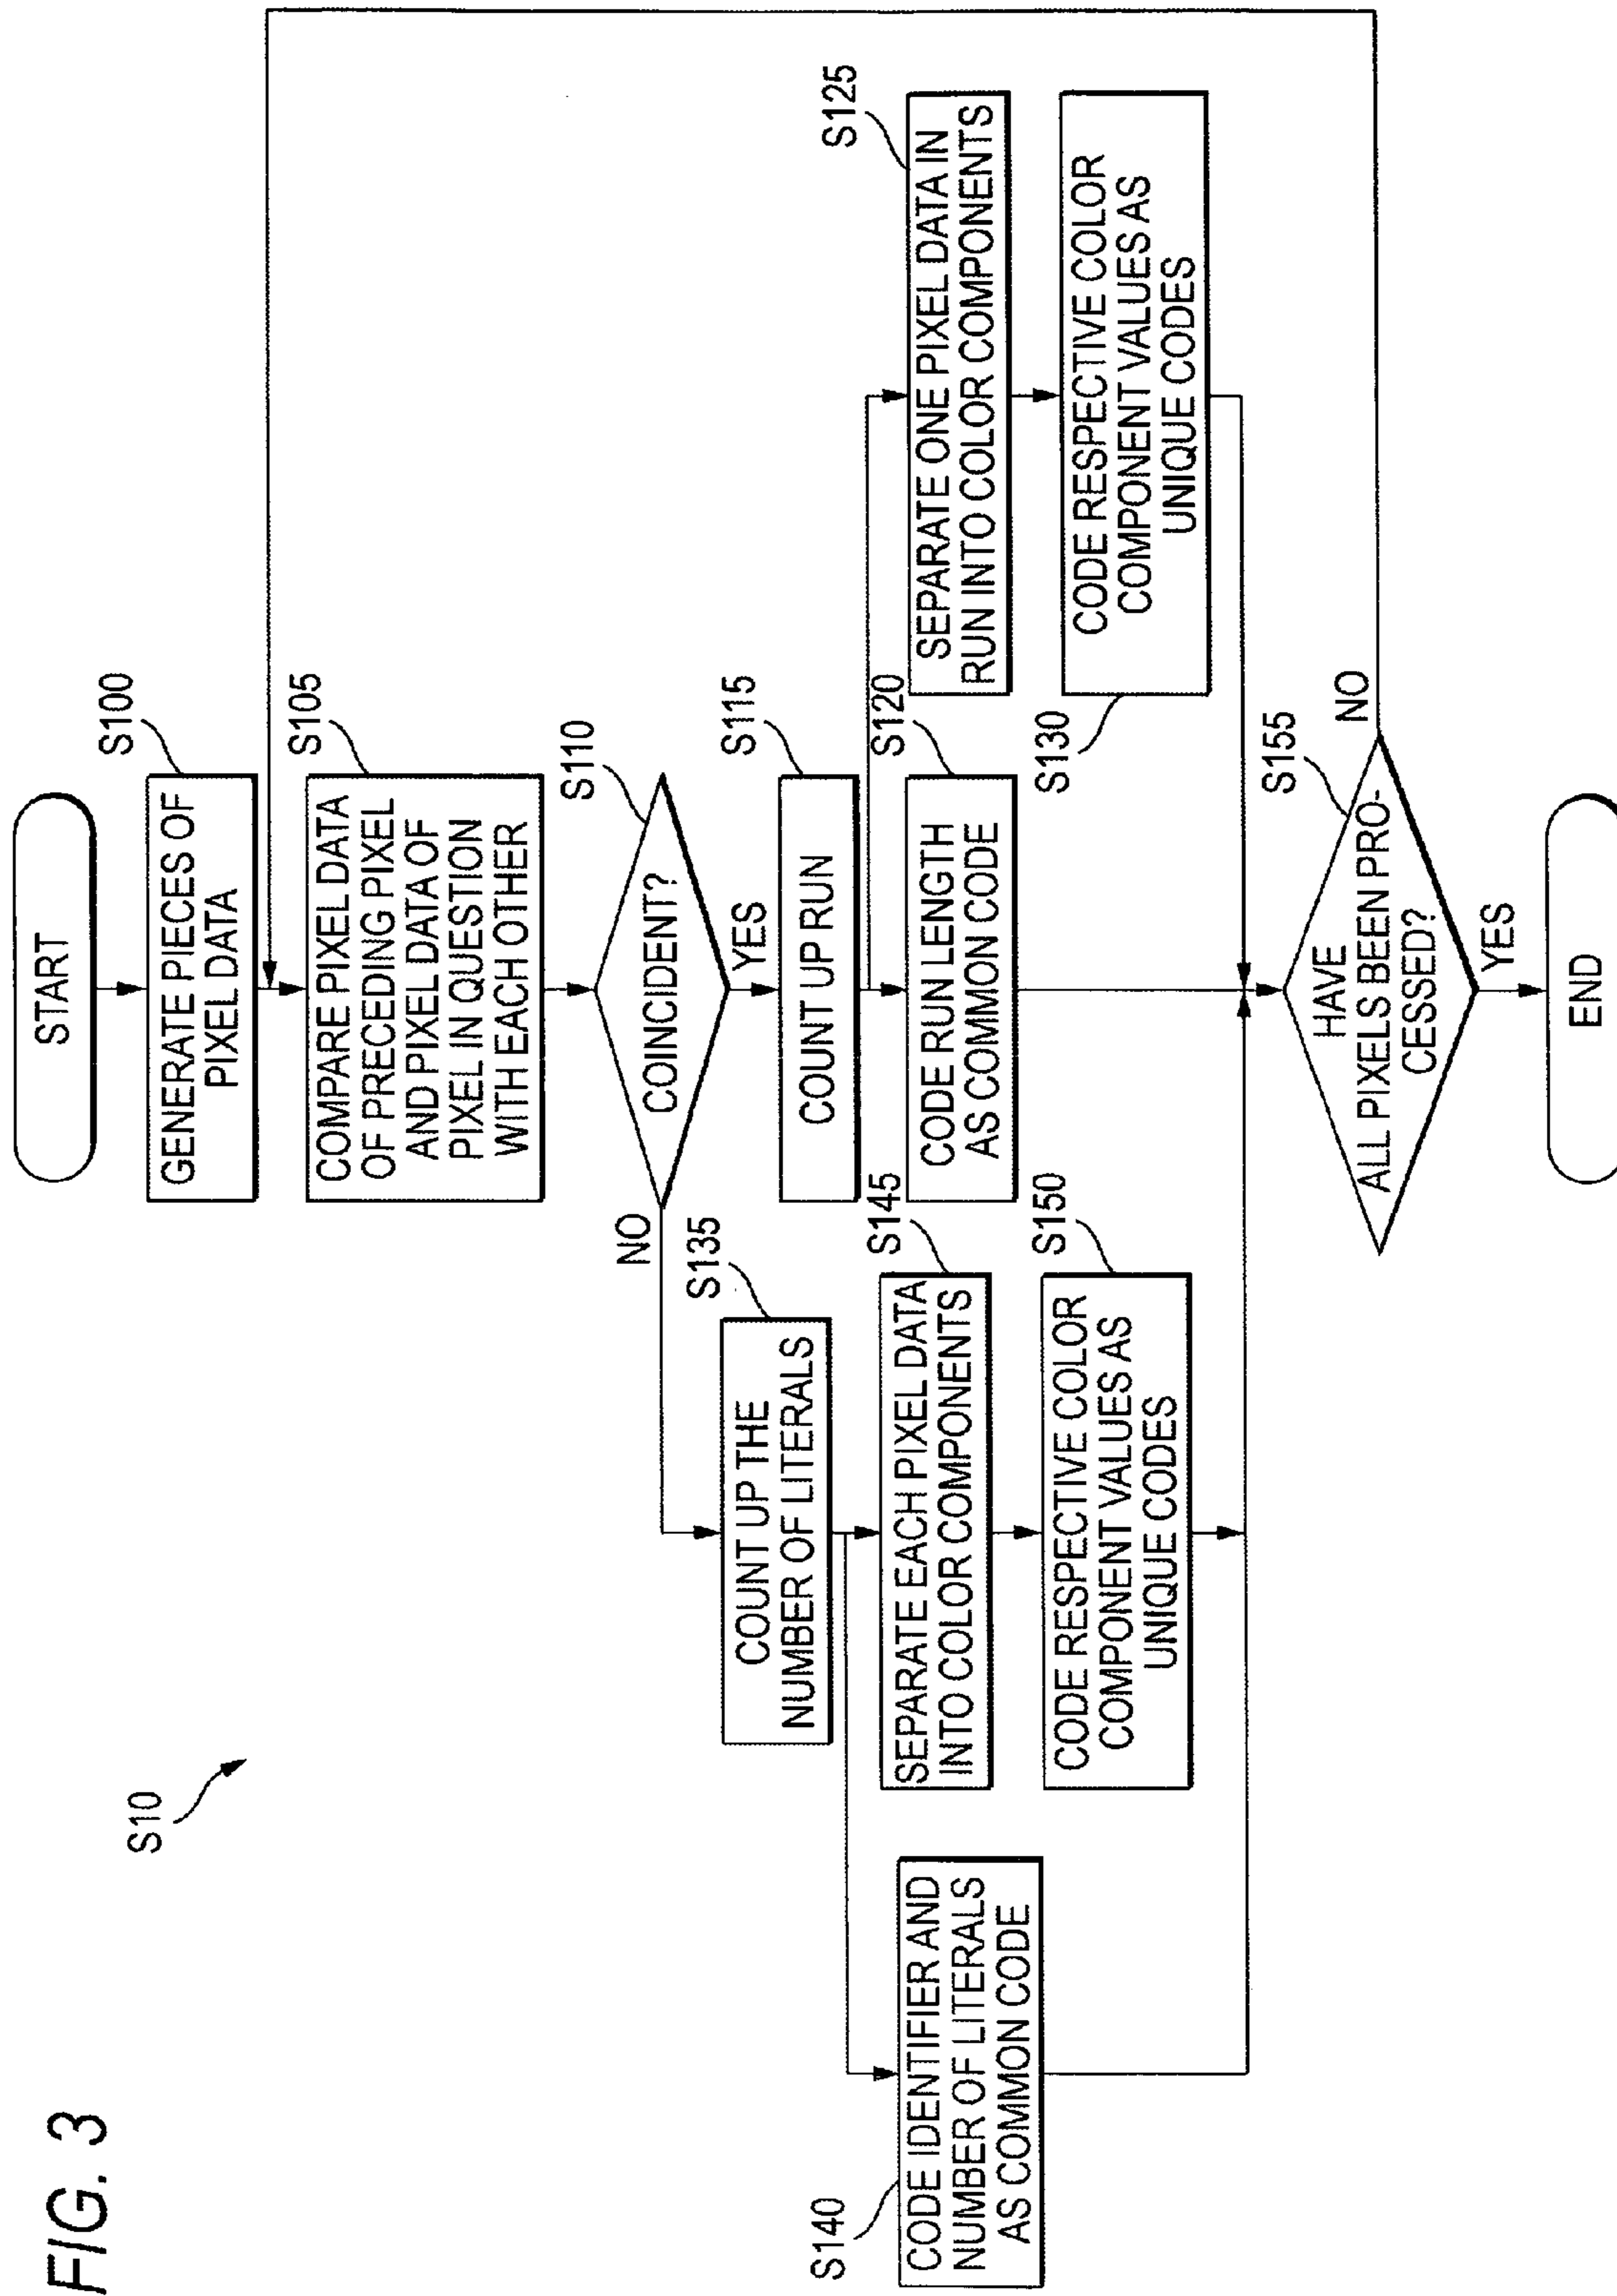 FIG. 3
S10
START
S100
GENERATE PIECES OF
PIXEL DATA
S105
COMPARE PIXEL DATA
OF PRECEDING PIXEL
AND PIXEL DATA OF
PIXEL IN QUESTION
WITH EACH OTHER
S110
COINCIDENT?
NO
YES
S135
COUNT UP THE
NUMBER OF LITERALS
S115
COUNT UP RUN
S140
CODE IDENTIFIER AND
NUMBER OF LITERALS
AS COMMON CODE
S145
SEPARATE EACH PIXEL DATA
INTO COLOR COMPONENTS
S120
CODE RUN LENGTH
AS COMMON CODE
S125
SEPARATE ONE PIXEL DATA IN
RUN INTO COLOR COMPONENTS
S150
CODE RESPECTIVE COLOR
COMPONENT VALUES AS
UNIQUE CODES
S130
CODE RESPECTIVE COLOR
COMPONENT VALUES AS
UNIQUE CODES
S155
HAVE
ALL PIXELS BEEN PRO-
CESSED?
NO
YES
END